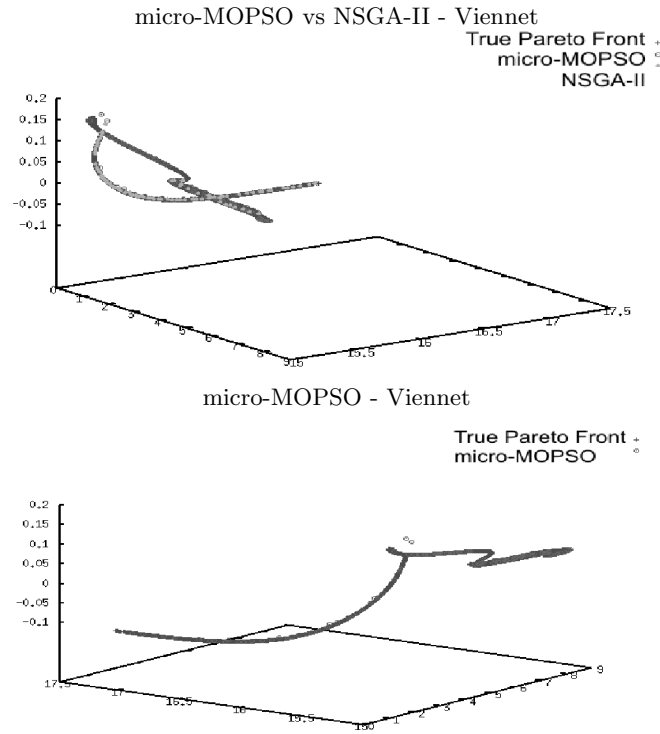 micro-MOPSO vs NSGA-II - Viennet
True Pareto Front
micro-MOPSO
NSGA-II
0.2
0.15
0.1
0.05
0
-0.05
-0.1
0 1 2 3 4 5 6 7 8 9
15 15.5 16 16.5 17 17.5
micro-MOPSO - Viennet
True Pareto Front
micro-MOPSO
0.2
0.15
0.1
0.05
0
-0.05
-0.1
17.5 17 16.5 16 15.5 15
0 1 2 3 4 5 6 7 8 9